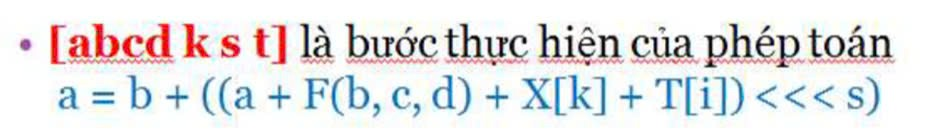 • [abcd k s t] là bước thực hiện của phép toán
a = b + ((a + F(b, c, d) + X[k] + T[i]) <<< s)